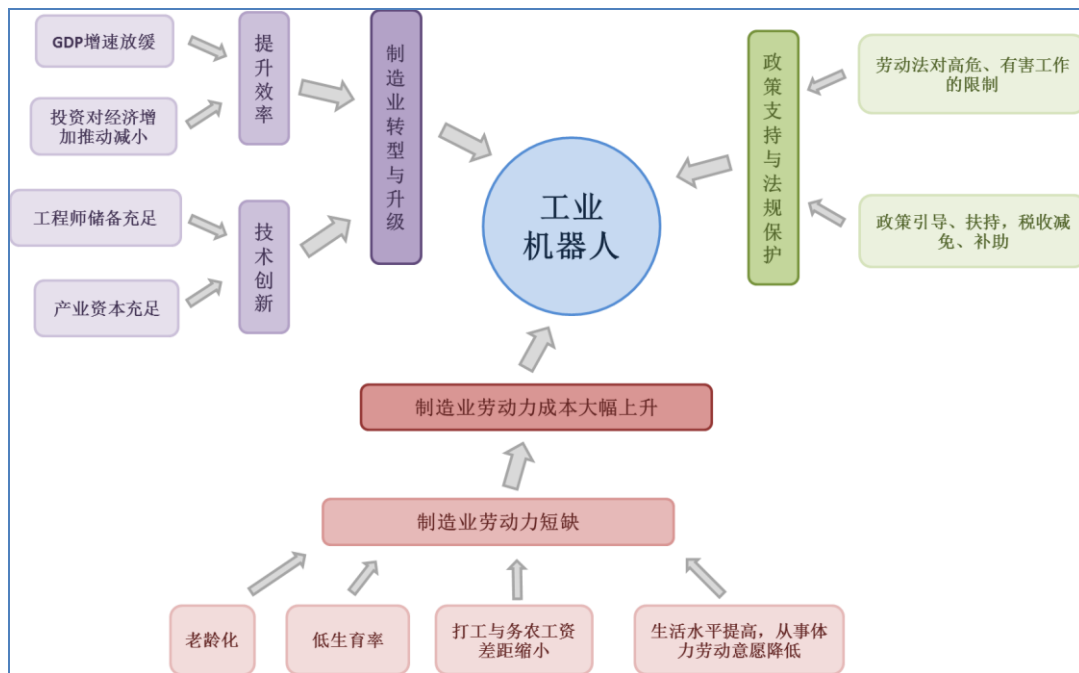 GDP增速放缓
投资对经济增
加推动减小
提升效率
工程师储备充足
产业资本充足
技术创新
制造业转型与升级
工业
机器人
政策支持与法规保护
劳动法对高危、有害工作
的限制
政策引导、扶持，税收减
免、补助
制造业劳动力成本大幅上升
制造业劳动力短缺
老龄化
低生育率
打工与务农工资
差距缩小
生活水平提高，从事体
力劳动意愿降低